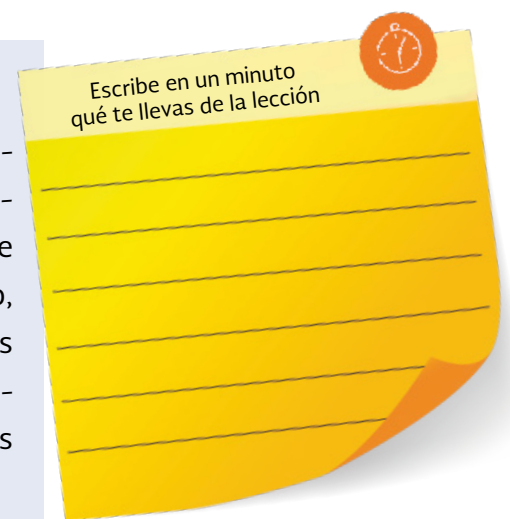 Escribe en un minuto
qué te llevas de la lección
–
–
e
o,
s
–
s